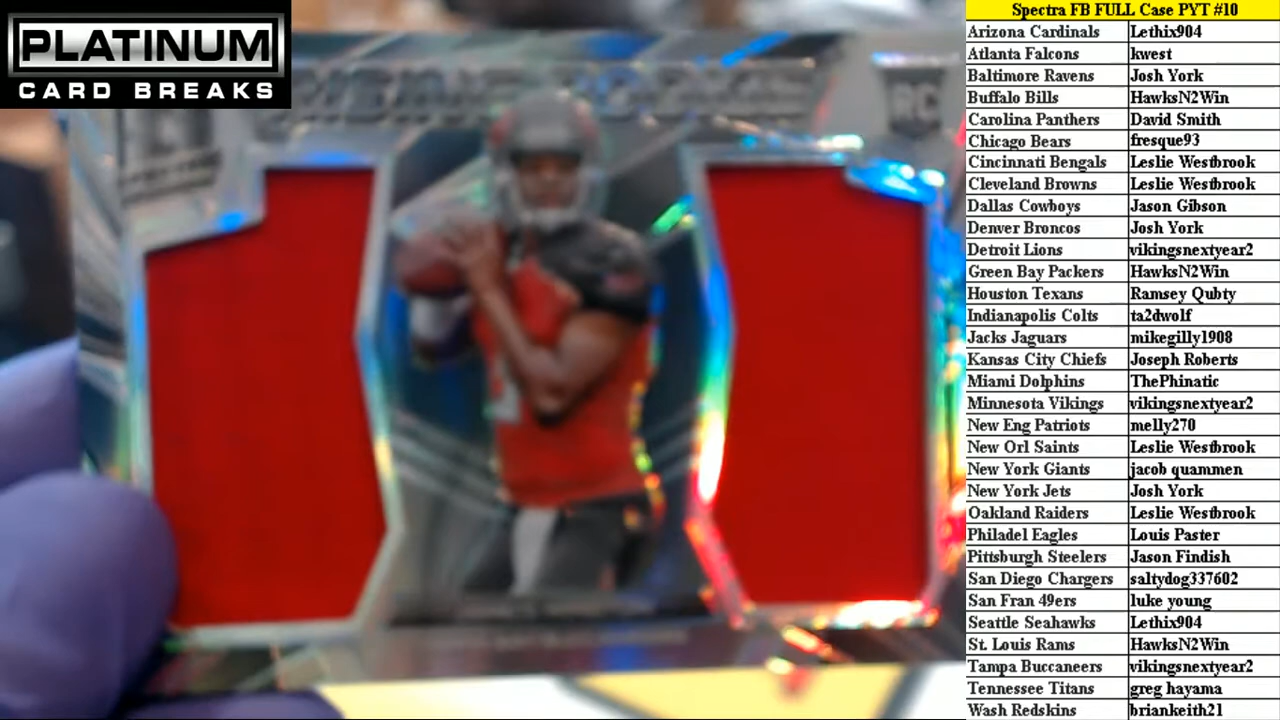 PLATINUM
CARD BREAKS
Spectra FB FULL Case PYT #10
Arizona Cardinals Lethix904
Atlanta Falcons kwest
Baltimore Ravens Josh York
Buffalo Bills HawksN2Win
Carolina Panthers David Smith
Chicago Bears fresque93
Cincinnati Bengals Leslie Westbrook
Cleveland Browns Leslie Westbrook
Dallas Cowboys Jason Gibson
Denver Broncos Josh York
Detroit Lions vikingsnextyear2
Green Bay Packers HawksN2Win
Houston Texans Ramsey Qubty
Indianapolis Colts ta2dwolf
Jacks Jaguars mikegilly1908
Kansas City Chiefs Joseph Roberts
Miami Dolphins ThePhinatic
Minnesota Vikings vikingsnextyear2
New Eng Patriots melly270
New Orl Saints Leslie Westbrook
New York Giants jacob quammen
New York Jets Josh York
Oakland Raiders Leslie Westbrook
Philadel Eagles Louis Paster
Pittsburgh Steelers Jason Findish
San Diego Chargers saltydog337602
San Fran 49ers luke young
Seattle Seahawks Lethix904
St. Louis Rams HawksN2Win
Tampa Buccaneers vikingsnextyear2
Tennessee Titans greg hayama
Wash Redskins briankeith21
RC